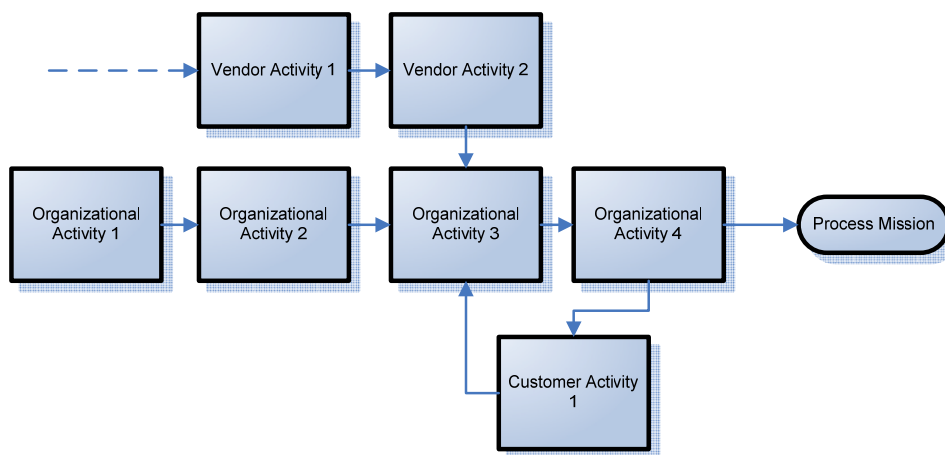 Vendor Activity 1
Vendor Activity 2
Organizational
Activity 1
Organizational
Activity 2
Organizational
Activity 3
Organizational
Activity 4
Process Mission
Customer Activity
1